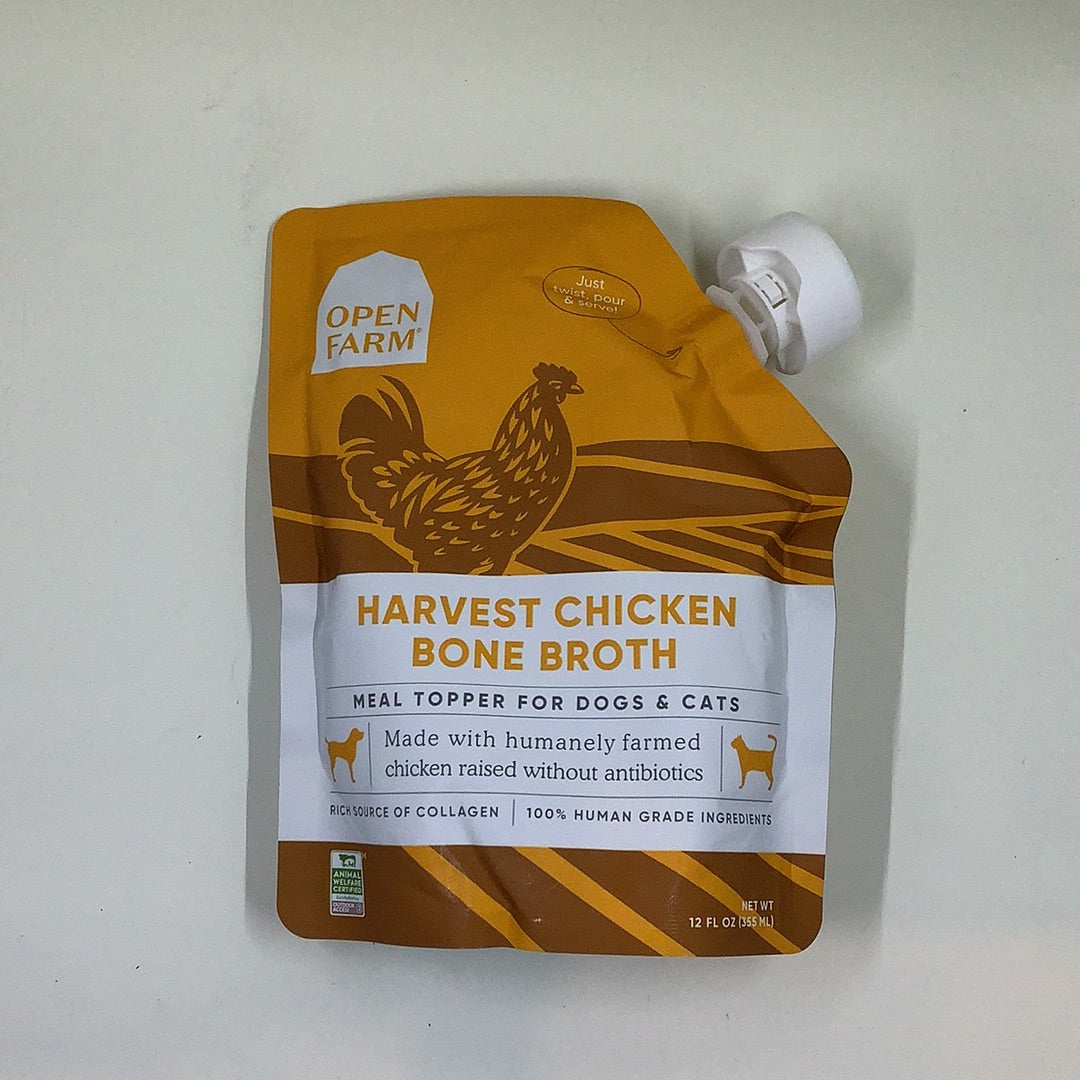 OPEN
FARM®
Just
twist, pour
& serve!
HARVEST CHICKEN
BONE BROTH
MEAL TOPPER FOR DOGS & CATS
Made with humanely farmed
chicken raised without antibiotics
RICH SOURCE OF COLLAGEN
100% HUMAN GRADE INGREDIENTS
ANIMAL
WELFARE
CERTIFIED
OUTDOOR
ACCESS
NET WT
12 FL OZ (355 ML)